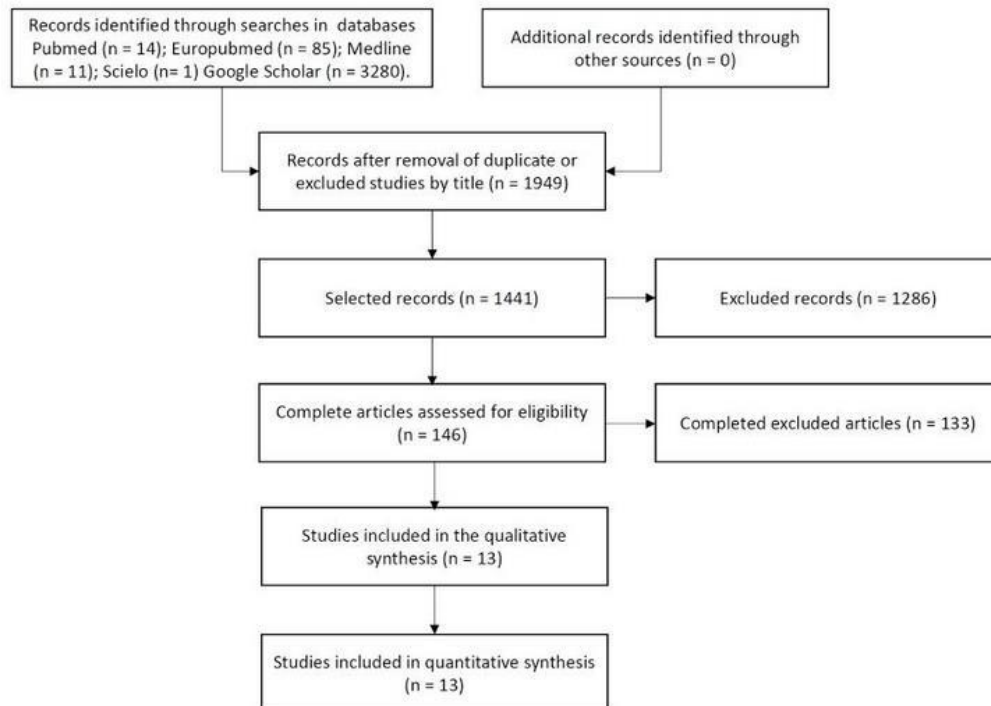 Records identified through searches in databases
Pubmed (n = 14); Europubmed (n = 85); Medline
(n = 11); Scielo (n= 1) Google Scholar (n = 3280).
Additional records identified through
other sources (n = 0)
Records after removal of duplicate or
excluded studies by title (n = 1949)
Selected records (n = 1441)
Excluded records (n = 1286)
Complete articles assessed for eligibility
(n = 146)
Completed excluded articles (n = 133)
Studies included in the qualitative
synthesis (n = 13)
Studies included in quantitative synthesis
(n = 13)